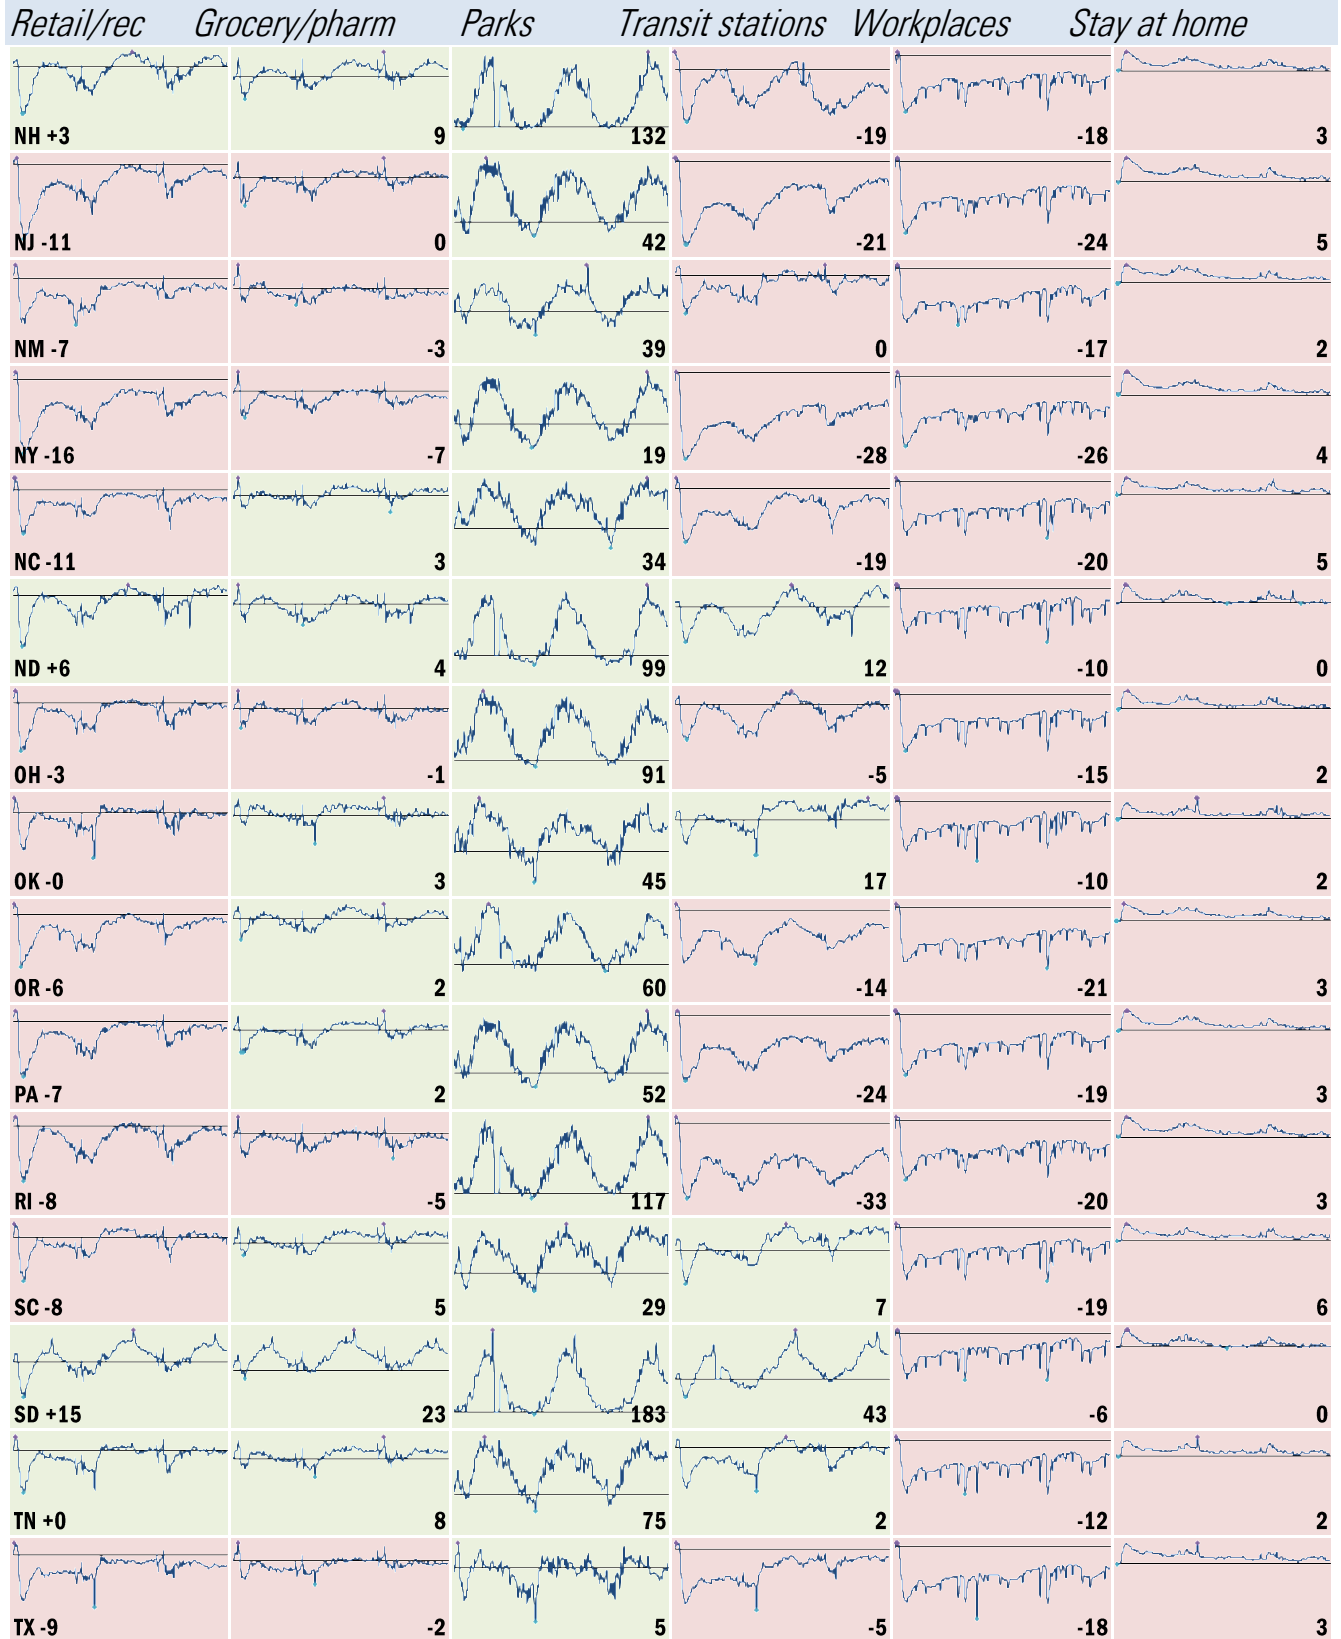 Retail/rec Grocery/pharm Parks Transit stations Workplaces Stay at home
NH +3 9 132 -19 -18 3
NJ -11 0 42 -21 -24 5
NM -7 -3 39 0 -17 2
NY -16 -7 19 -28 -26 4
NC -11 3 34 -19 -20 5
ND +6 4 99 12 -10 0
OH -3 -1 91 -5 -15 2
OK -0 3 45 17 -10 2
OR -6 2 60 -14 -21 3
PA -7 2 52 -24 -19 3
RI -8 -5 117 -33 -20 3
SC -8 5 29 7 -19 6
SD +15 23 183 43 -6 0
TN +0 8 75 2 -12 2
TX -9 -2 5 -5 -18 3